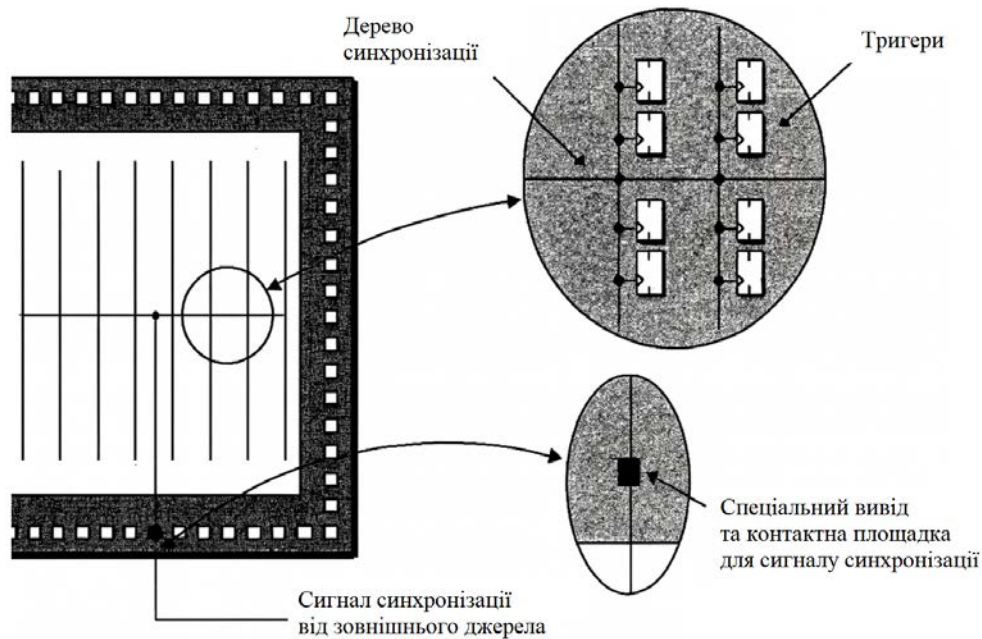 Дерево
синхронізації
Тригери
Спеціальний вивід
та контактна площадка
для сигналу синхронізації
Сигнал синхронізації
від зовнішнього джерела